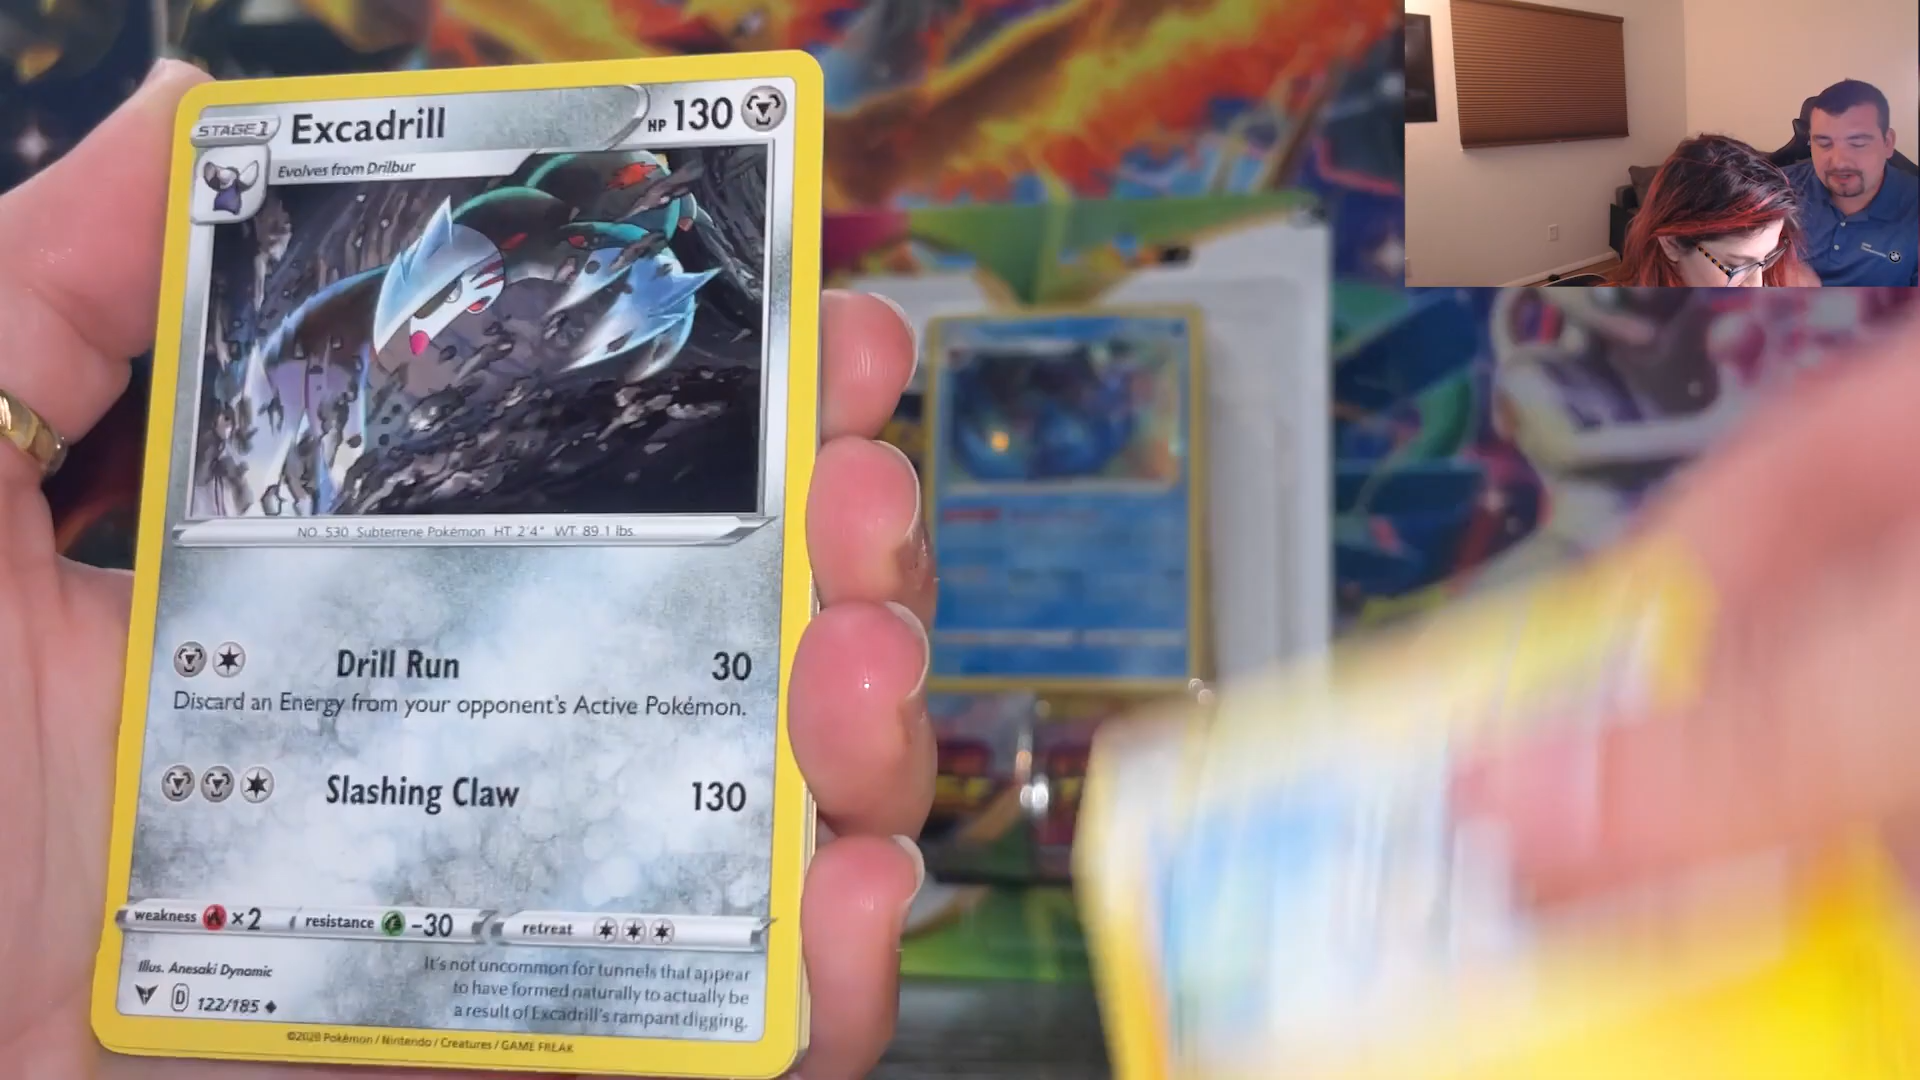 STAGE 1
Excadrill
HP 130
Evolves from Drilbur
NO. 530 Subterrene Pokémon HT: 2'4" WT: 89.1 lbs.
Drill Run 30
Discard an Energy from your opponent's Active Pokémon.
Slashing Claw 130
weakness ×2 resistance -30 retreat
Illus. Anesaki Dynamic
D 122/185
It's not uncommon for tunnels that appear
to have formed naturally to actually be
a result of Excadrill's rampant digging.
©2020 Pokémon / Nintendo / Creatures / GAME FREAK